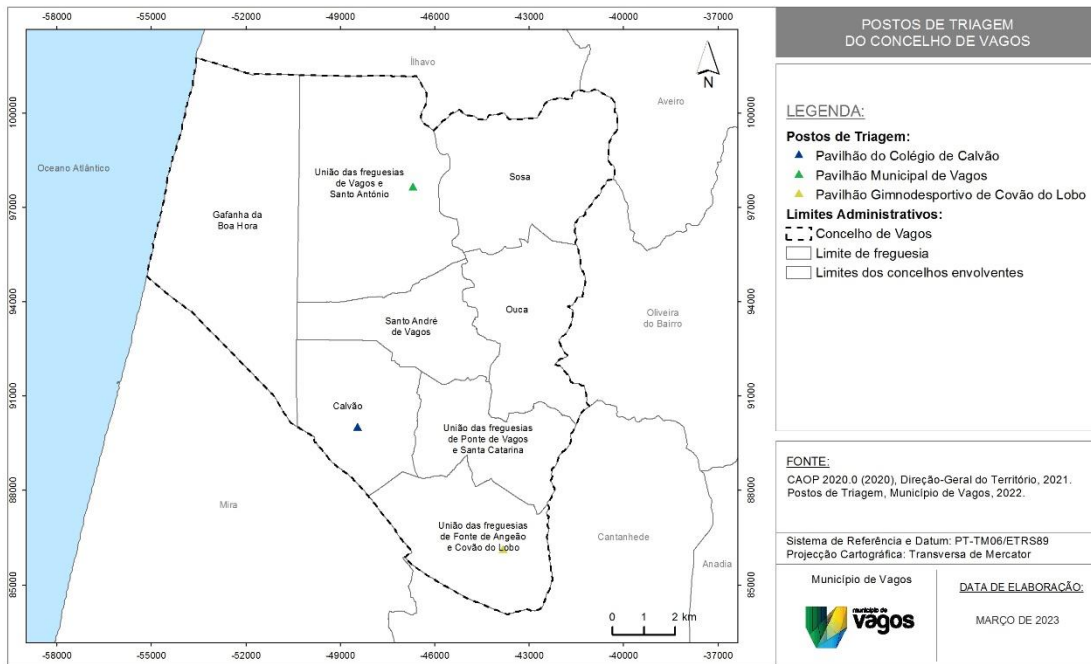 -58000 -55000 -52000 -49000 -46000 -43000 -40000 -37000
POSTOS DE TRIAGEM
DO CONCELHO DE VAGOS
Ílhavo
N
Aveiro
100000
100000
Oceano Atlântico
União das freguesias
de Vagos e
Santo António
Sosa
97000
97000
Gafanha da
Boa Hora
94000
94000
Santo André
de Vagos
Ouca
Oliveira
do Bairro
91000
91000
Calvão
União das freguesias
de Ponte de Vagos
e Santa Catarina
88000
88000
Mira
União das freguesias
de Fonte de Angeão
e Covão do Lobo
Cantanhede
Anadia
85000
85000
0 1 2 km
-58000 -55000 -52000 -49000 -46000 -43000 -40000 -37000
LEGENDA:
Postos de Triagem:
Pavilhão do Colégio de Calvão
Pavilhão Municipal de Vagos
Pavilhão Gimnodesportivo de Covão do Lobo
Limites Administrativos:
Concelho de Vagos
Limite de freguesia
Limites dos concelhos envolventes
FONTE:
CAOP 2020.0 (2020), Direção-Geral do Território, 2021.
Postos de Triagem, Município de Vagos, 2022.
Sistema de Referência e Datum: PT-TM06/ETRS89
Projecção Cartográfica: Transversa de Mercator
Município de Vagos
município de
vagos
DATA DE ELABORAÇÃO:
MARÇO DE 2023